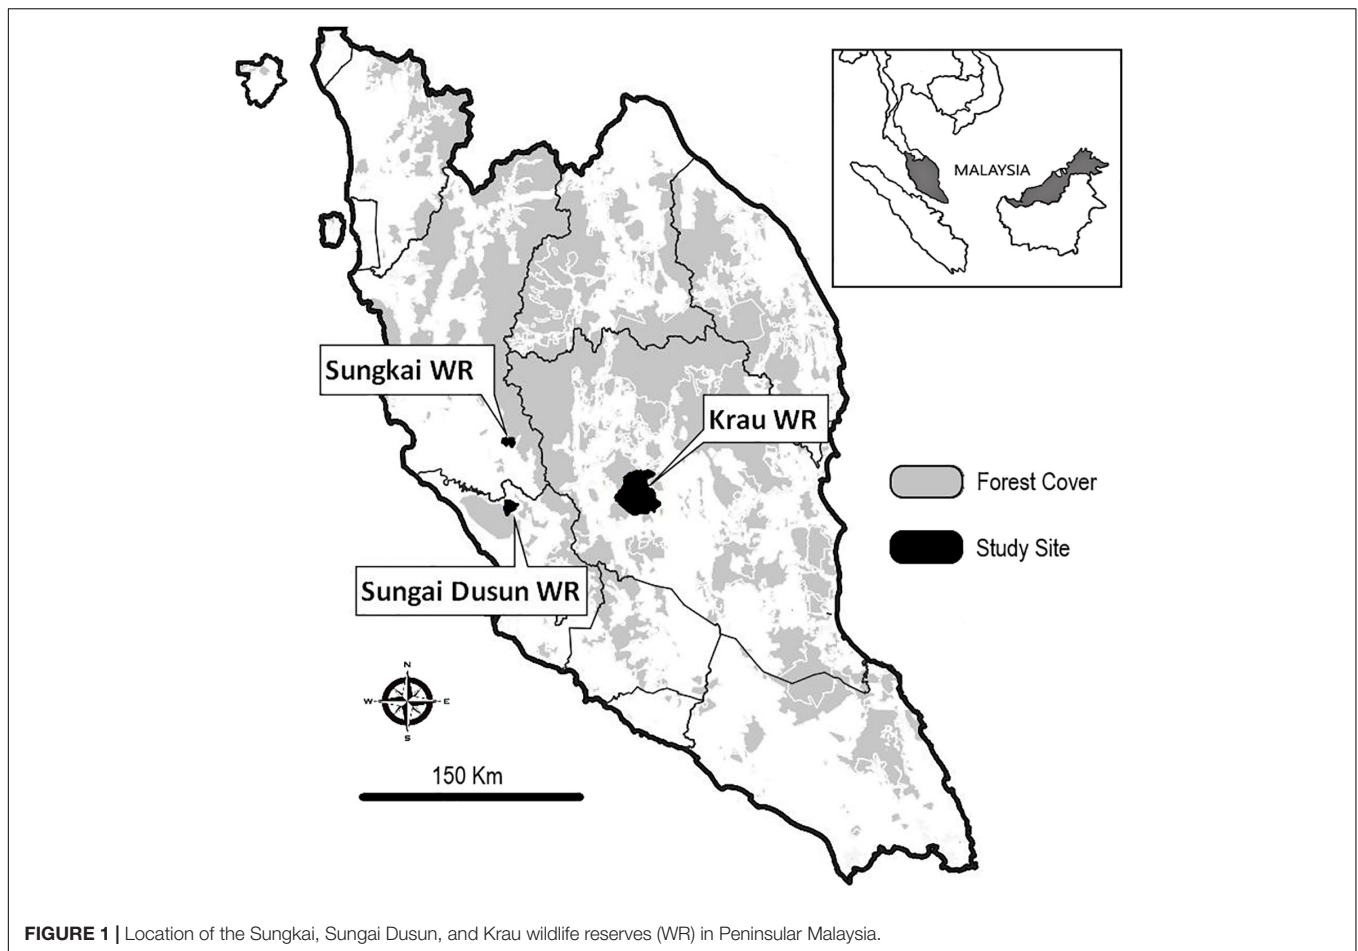 MALAYSIA
Sungkai WR
Krau WR
Forest Cover
Study Site
Sungai Dusun WR
N
W E
S
150 Km
FIGURE 1 | Location of the Sungkai, Sungai Dusun, and Krau wildlife reserves (WR) in Peninsular Malaysia.